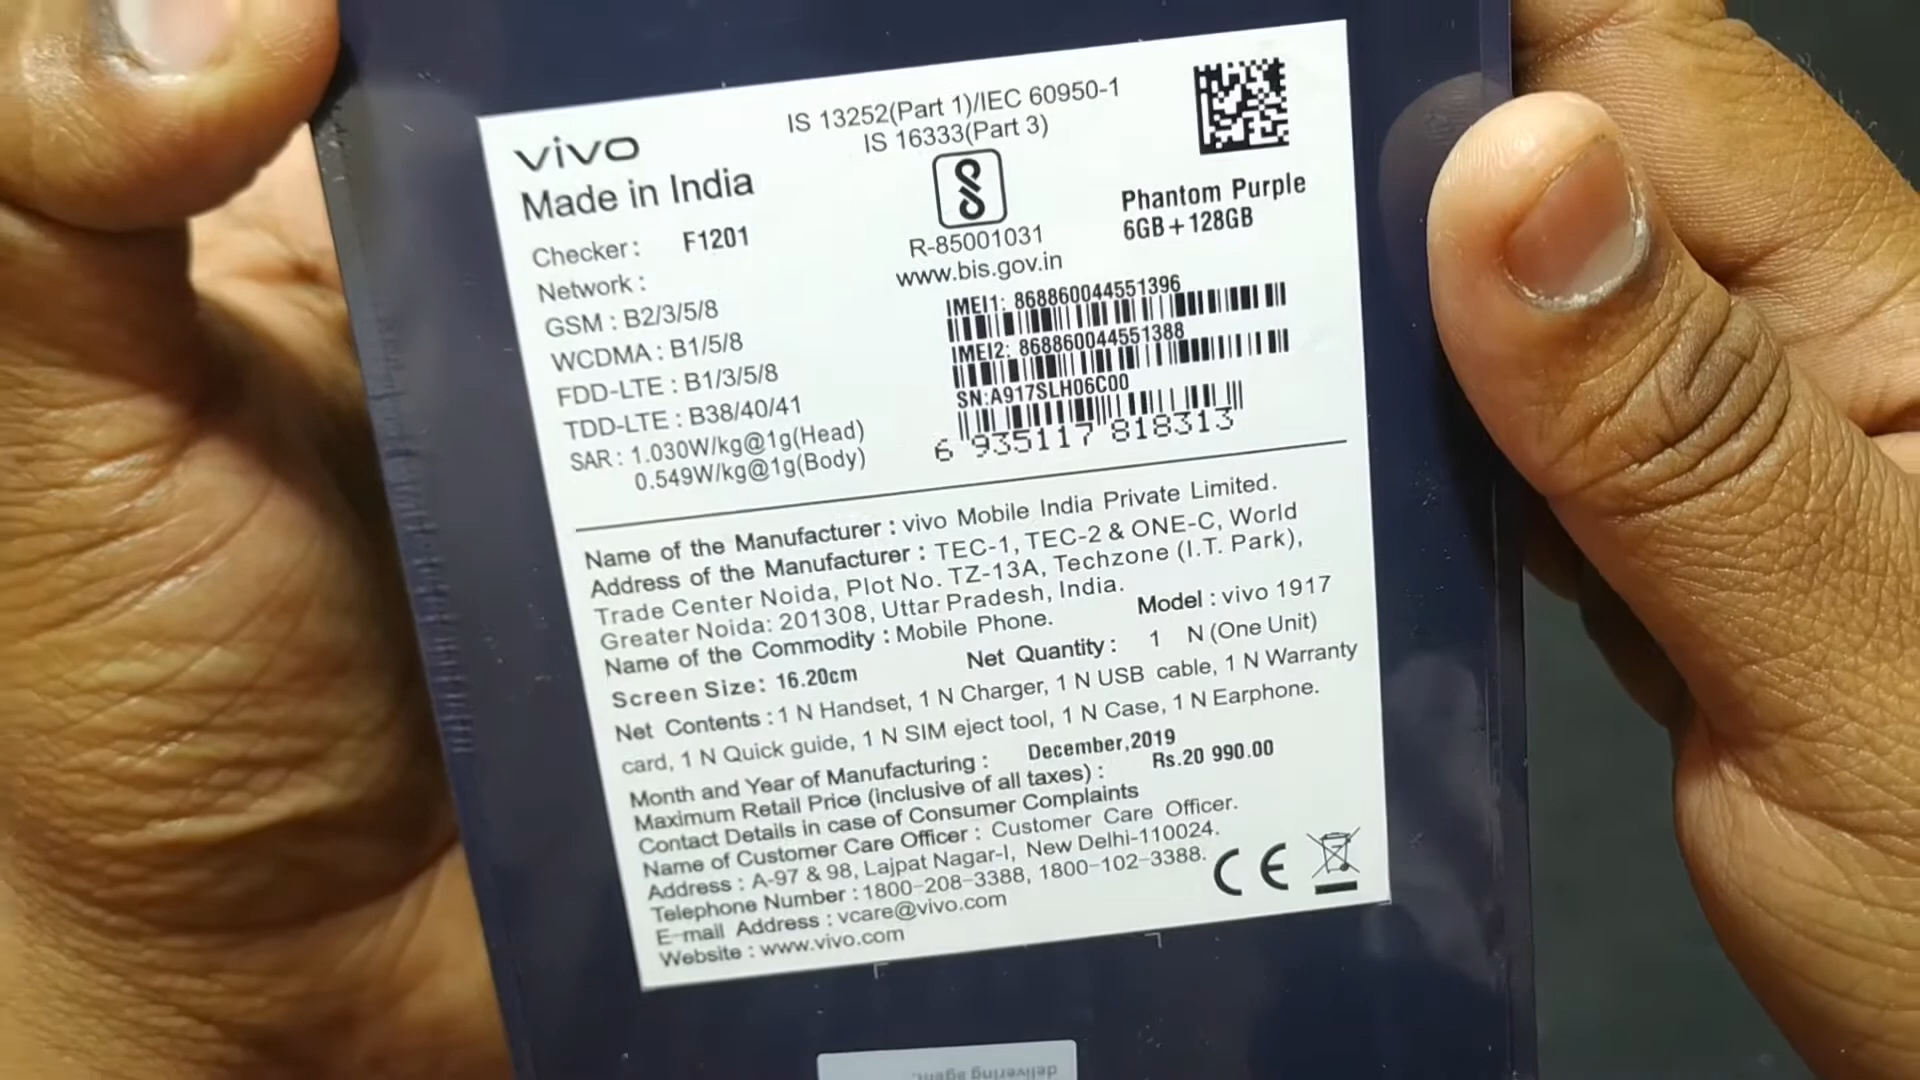 vivo
Made in India
IS 13252(Part 1)/IEC 60950-1
IS 16333(Part 3)
R-85001031
www.bis.gov.in
Phantom Purple
6GB+128GB
Checker: F1201
Network :
GSM : B2/3/5/8
WCDMA : B1/5/8
FDD-LTE : B1/3/5/8
TDD-LTE : B38/40/41
SAR : 1.030W/kg@1g(Head)
0.549W/kg@1g(Body)
IMEI1: 868860044551396
IMEI2: 868860044551388
SN:A917SLH06C00
6 935117 818313
Name of the Manufacturer : vivo Mobile India Private Limited.
Address of the Manufacturer : TEC-1, TEC-2 & ONE-C, World
Trade Center Noida, Plot No. TZ-13A, Techzone (I.T. Park),
Greater Noida: 201308, Uttar Pradesh, India.
Name of the Commodity : Mobile Phone. Model : vivo 1917
Screen Size: 16.20cm Net Quantity : 1 N (One Unit)
Net Contents : 1 N Handset, 1 N Charger, 1 N USB cable, 1 N Warranty
card, 1 N Quick guide, 1 N SIM eject tool, 1 N Case, 1 N Earphone.
Month and Year of Manufacturing : December,2019
Maximum Retail Price (inclusive of all taxes) : Rs.20 990.00
Contact Details in case of Consumer Complaints
Name of Customer Care Officer : Customer Care Officer.
Address : A-97 & 98, Lajpat Nagar-I, New Delhi-110024.
Telephone Number : 1800-208-3388, 1800-102-3388.
E-mail Address : vcare@vivo.com
Website : www.vivo.com
CE
delivering agent.